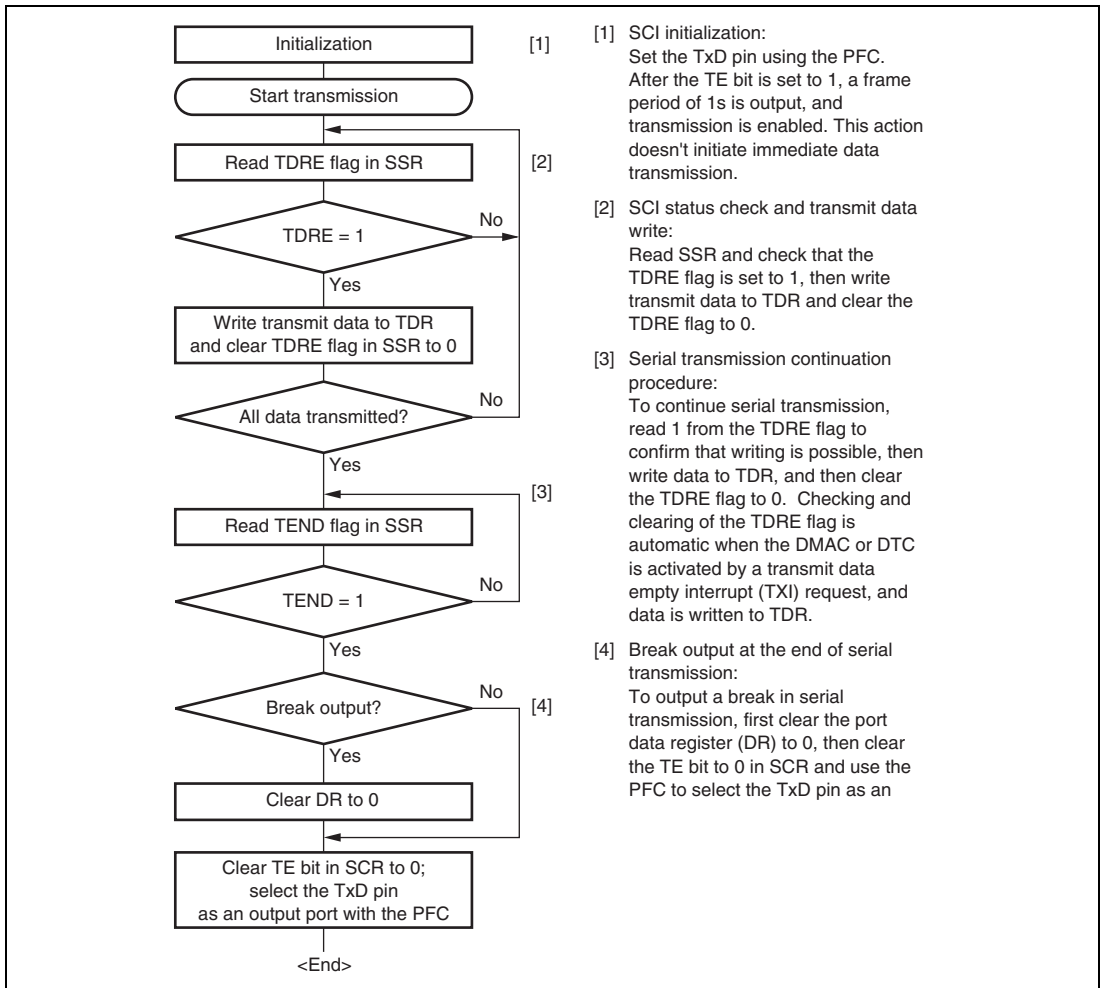 Initialization
[1]
Start transmission
Read TDRE flag in SSR
[2]
TDRE = 1
No
Yes
Write transmit data to TDR
and clear TDRE flag in SSR to 0
All data transmitted?
No
Yes
[3]
Read TEND flag in SSR
TEND = 1
No
Yes
Break output?
No
[4]
Yes
Clear DR to 0
Clear TE bit in SCR to 0;
select the TxD pin
as an output port with the PFC
<End>
[1] SCI initialization:
Set the TxD pin using the PFC.
After the TE bit is set to 1, a frame
period of 1s is output, and
transmission is enabled. This action
doesn't initiate immediate data
transmission.
[2] SCI status check and transmit data
write:
Read SSR and check that the
TDRE flag is set to 1, then write
transmit data to TDR and clear the
TDRE flag to 0.
[3] Serial transmission continuation
procedure:
To continue serial transmission,
read 1 from the TDRE flag to
confirm that writing is possible, then
write data to TDR, and then clear
the TDRE flag to 0. Checking and
clearing of the TDRE flag is
automatic when the DMAC or DTC
is activated by a transmit data
empty interrupt (TXI) request, and
data is written to TDR.
[4] Break output at the end of serial
transmission:
To output a break in serial
transmission, first clear the port
data register (DR) to 0, then clear
the TE bit to 0 in SCR and use the
PFC to select the TxD pin as an